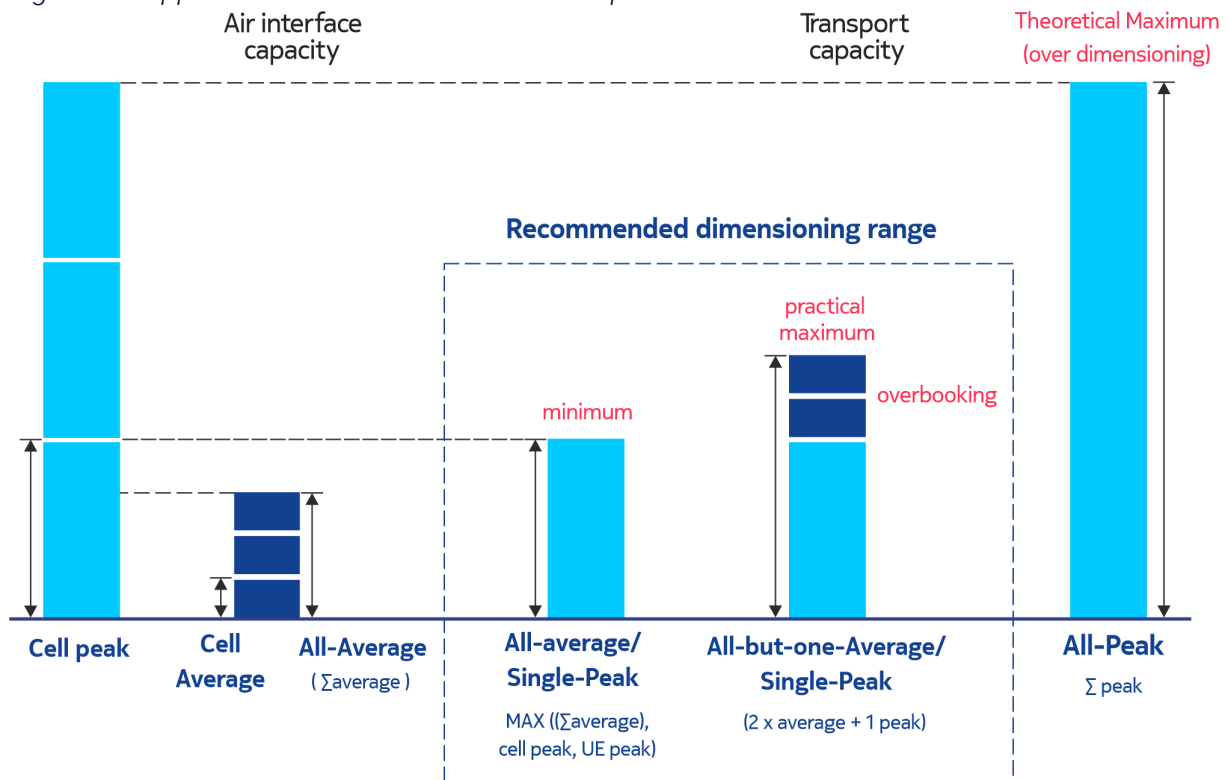 Air interface
capacity
Transport
capacity
Theoretical Maximum
(over dimensioning)
Recommended dimensioning range
practical
maximum
overbooking
minimum
Cell peak
Cell
Average
All-Average
( ∑average )
All-average/
Single-Peak
MAX ((∑average),
cell peak, UE peak)
All-but-one-Average/
Single-Peak
(2 x average + 1 peak)
All-Peak
∑ peak